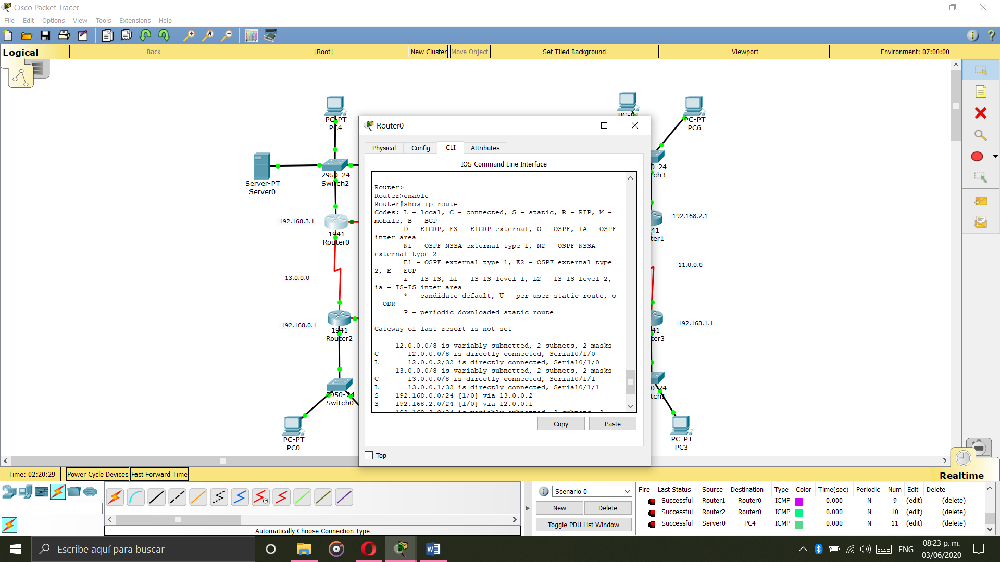 Cisco Packet Tracer
File Edit Options View Tools Extensions Help
Logical
Back
[Root]
New Cluster
Move Object
Set Tiled Background
Viewport
Environment: 07:00:00
PC-PT
PC4
Server-PT
Server0
2950-24
Switch2
192.168.3.1
1941
Router0
13.0.0.0
192.168.0.1
1941
Router2
2950-24
Switch0
PC-PT
PC0
Router0
Physical Config CLI Attributes
IOS Command Line Interface
Router>
Router>enable
Router#show ip route
Codes: L - local, C - connected, S - static, R - RIP, M -
mobile, B - BGP
D - EIGRP, EX - EIGRP external, O - OSPF, IA - OSPF
inter area
N1 - OSPF NSSA external type 1, N2 - OSPF NSSA
external type 2
E1 - OSPF external type 1, E2 - OSPF external type
2, E - EGP
i - IS-IS, L1 - IS-IS level-1, L2 - IS-IS level-2,
ia - IS-IS inter area
* - candidate default, U - per-user static route, o
- ODR
P - periodic downloaded static route
Gateway of last resort is not set
12.0.0.0/8 is variably subnetted, 2 subnets, 2 masks
C 12.0.0.0/8 is directly connected, Serial0/1/0
L 12.0.0.2/32 is directly connected, Serial0/1/0
13.0.0.0/8 is variably subnetted, 2 subnets, 2 masks
C 13.0.0.0/8 is directly connected, Serial0/1/1
L 13.0.0.1/32 is directly connected, Serial0/1/1
S 192.168.0.0/24 [1/0] via 13.0.0.2
S 192.168.2.0/24 [1/0] via 12.0.0.1
192.168.3.0/24 is variably subnetted, 2 subnets, 2
Copy
Paste
Top
PC-PT
PC-PT
PC6
0-24
tch3
192.168.2.1
41
ter1
11.0.0.0
192.168.1.1
41
ter3
0-24
tch1
PC-PT
PC3
Time: 02:20:29
Power Cycle Devices
Fast Forward Time
Realtime
Automatically Choose Connection Type
Scenario 0
New
Delete
Toggle PDU List Window
Fire Last Status Source Destination Type Color Time(sec) Periodic Num Edit Delete
Successful Router1 Router0 ICMP 0.000 N 9 (edit) (delete)
Successful Router2 Router0 ICMP 0.000 N 10 (edit) (delete)
Successful Server0 PC4 ICMP 0.000 N 11 (edit) (delete)
Escribe aquí para buscar
ENG
08:23 p. m.
03/06/2020